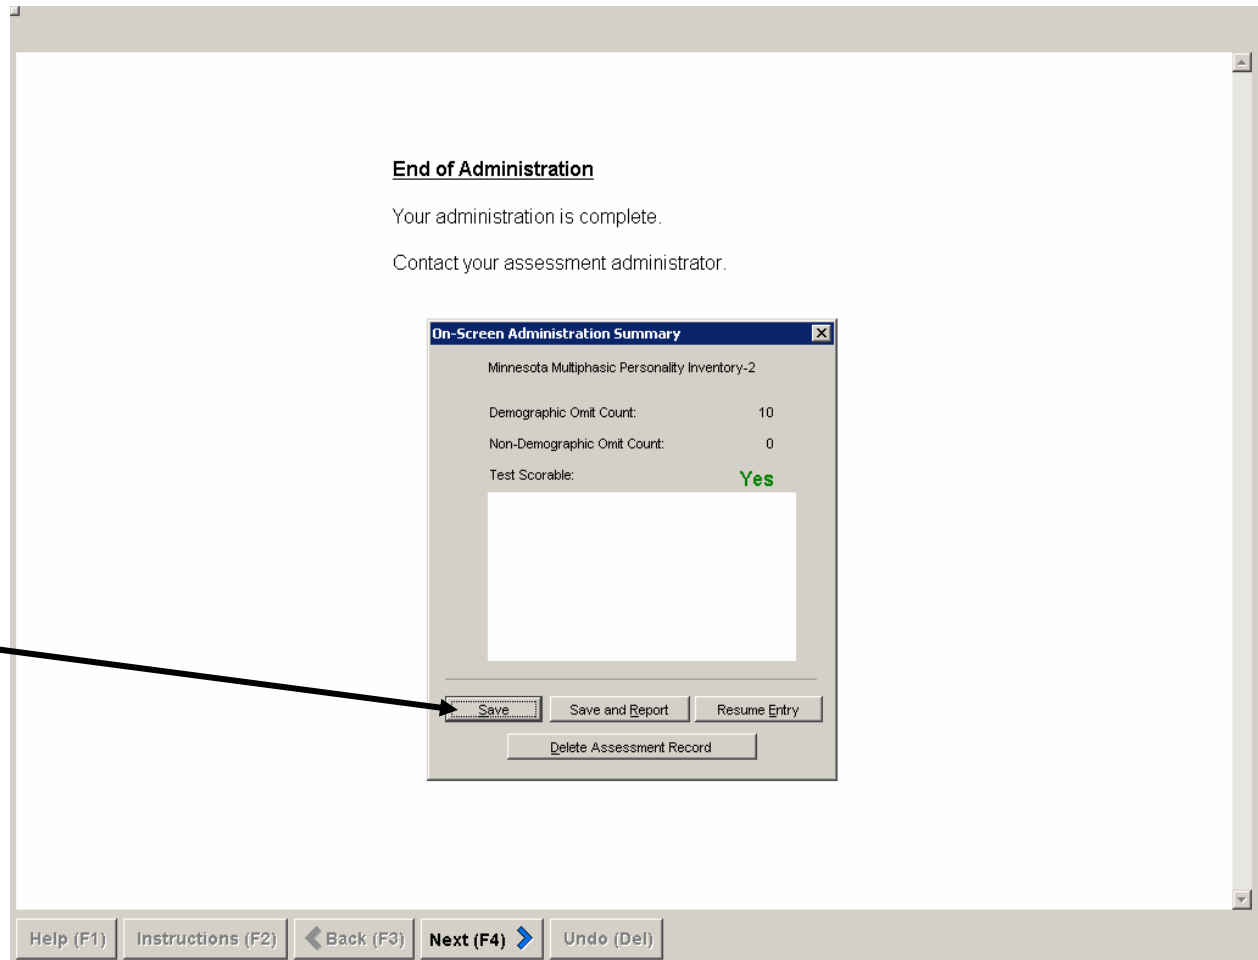 End of Administration
Your administration is complete.
Contact your assessment administrator.
On-Screen Administration Summary
Minnesota Multiphasic Personality Inventory-2
Demographic Omit Count: 10
Non-Demographic Omit Count: 0
Test Scorable: Yes
Save Save and Report Resume Entry
Delete Assessment Record
Help (F1) Instructions (F2) Back (F3) Next (F4) Undo (Del)